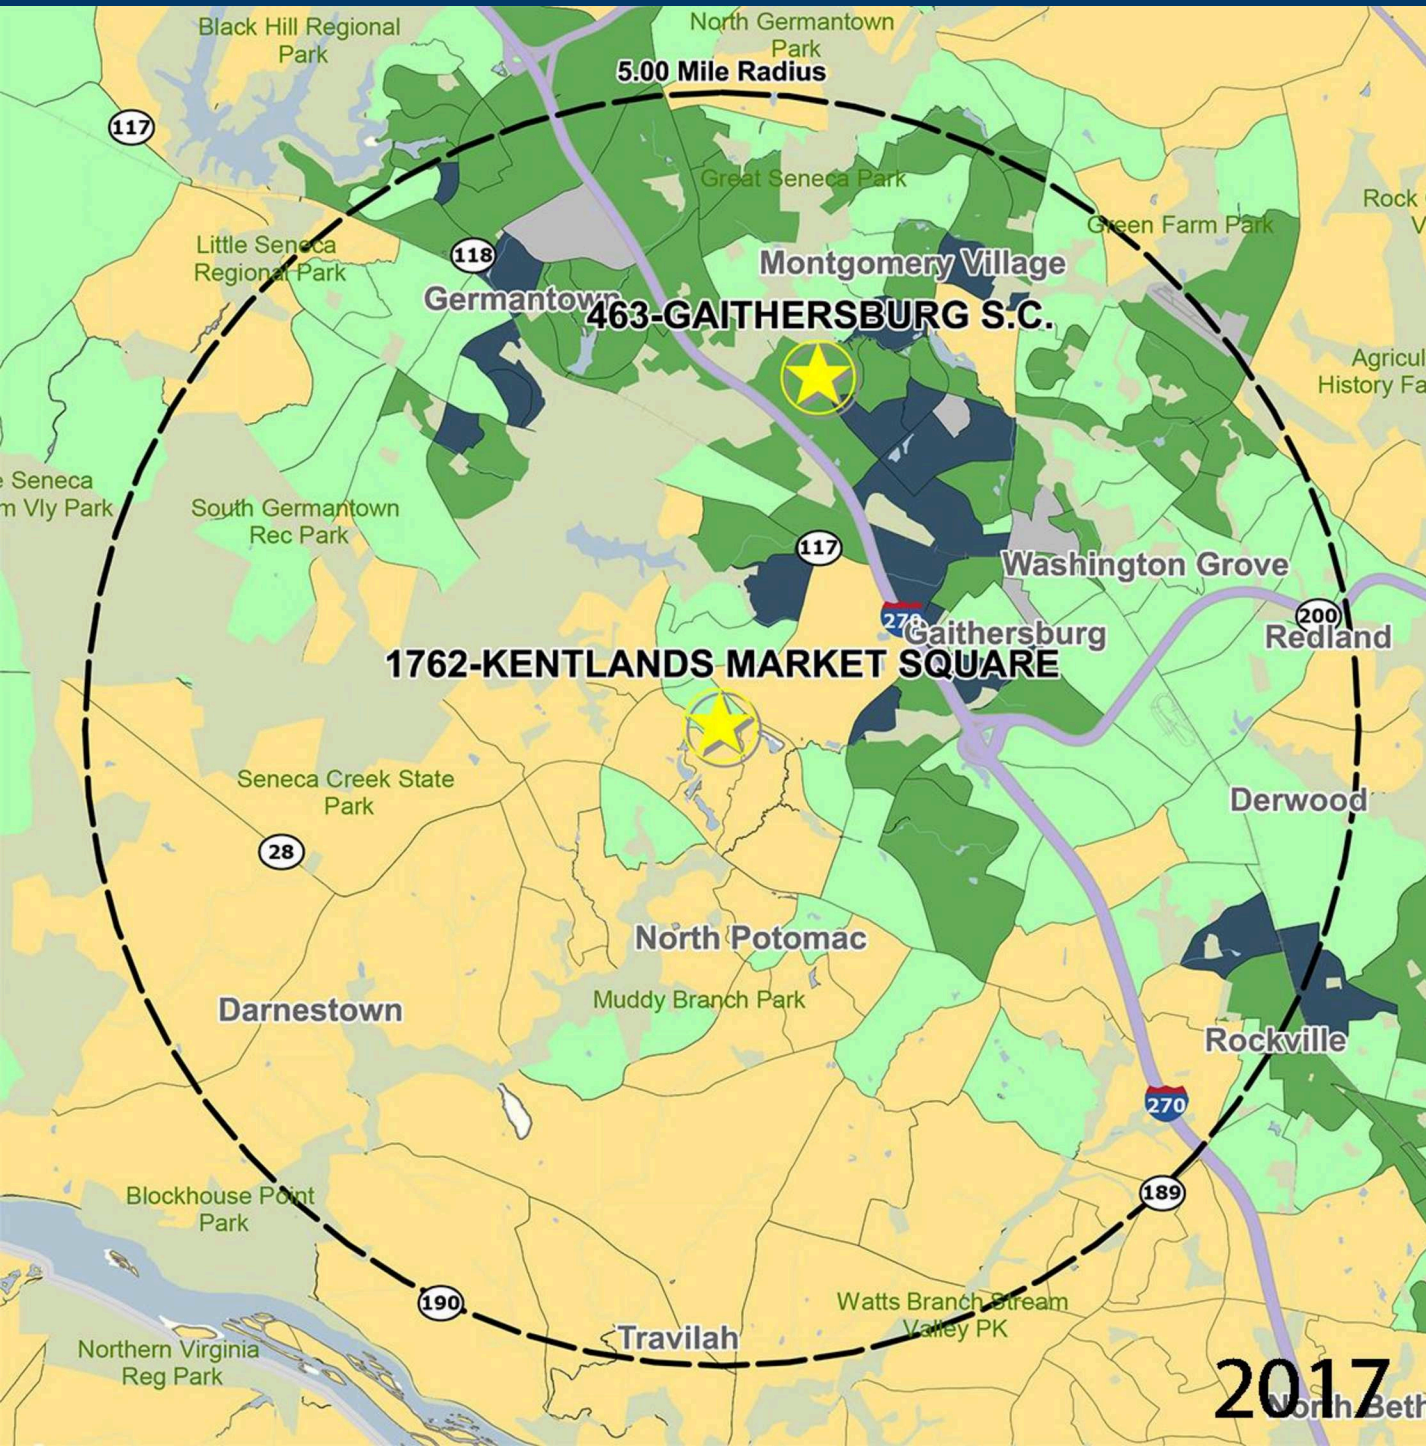 Black Hill Regional
Park
North Germantown
Park
5.00 Mile Radius
117
Great Seneca Park
Rock
V
Green Farm Park
Little Seneca
Regional Park
118
Montgomery Village
Germantown
463-GAITHERSBURG S.C.
Agricul
History Fa
e Seneca
m Vly Park
South Germantown
Rec Park
117
Washington Grove
270
Gaithersburg
200
Redland
1762-KENTLANDS MARKET SQUARE
Seneca Creek State
Park
Derwood
28
North Potomac
Muddy Branch Park
Darnestown
Rockville
270
Blockhouse Point
Park
189
190
Watts Branch Stream
Valley PK
Travilah
Northern Virginia
Reg Park
2017
North Beth